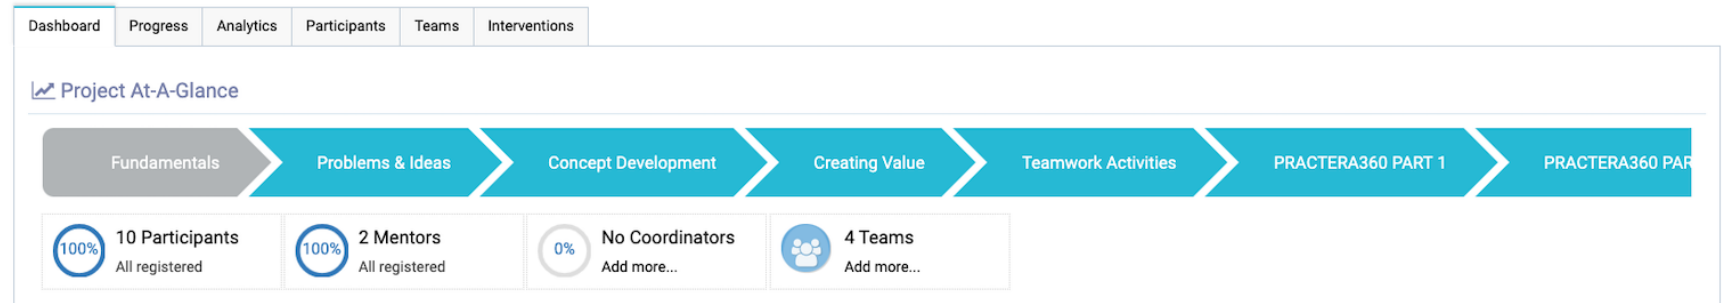 Dashboard Progress Analytics Participants Teams Interventions
Project At-A-Glance
Fundamentals Problems & Ideas Concept Development Creating Value Teamwork Activities PRACTERA360 PART 1 PRACTERA360 PAR
100% 10 Participants
All registered
100% 2 Mentors
All registered
0% No Coordinators
Add more...
4 Teams
Add more...